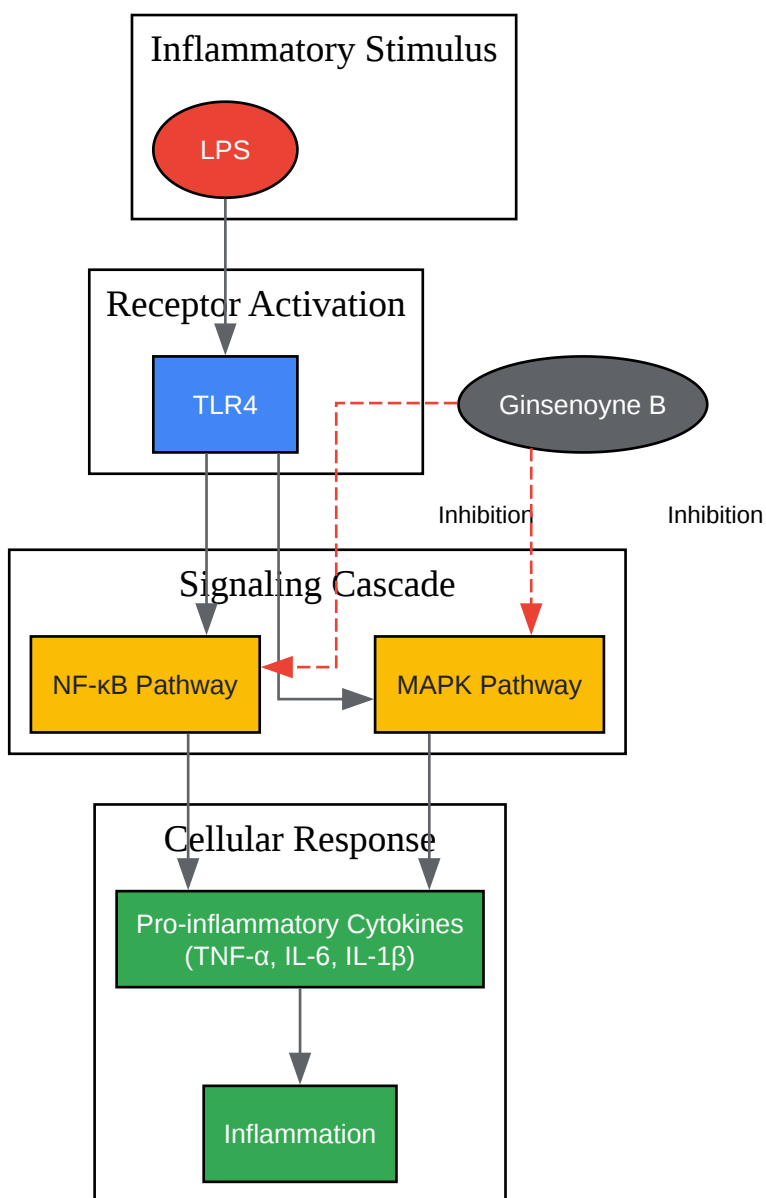 Inflammatory Stimulus
LPS
Receptor Activation
TLR4
Ginsenoyne B
Inhibition
Inhibition
Signaling Cascade
NF-κB Pathway
MAPK Pathway
Cellular Response
Pro-inflammatory Cytokines
(TNF-α, IL-6, IL-1β)
Inflammation